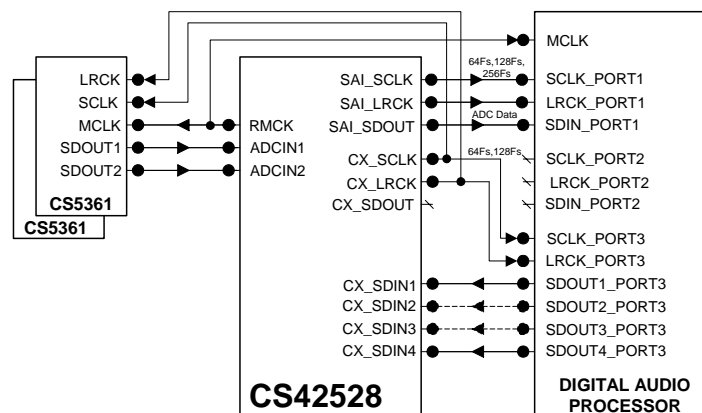 LRCK
SCLK
MCLK
SDOUT1
SDOUT2
CS5361
CS5361
RMCK
ADCIN1
ADCIN2
SAI_SCLK
SAI_LRCK
SAI_SDOUT
CX_SCLK
CX_LRCK
CX_SDOUT
CX_SDIN1
CX_SDIN2
CX_SDIN3
CX_SDIN4
CS42528
64Fs,128Fs,
256Fs
ADC Data
64Fs,128Fs
MCLK
SCLK_PORT1
LRCK_PORT1
SDIN_PORT1
SCLK_PORT2
LRCK_PORT2
SDIN_PORT2
SCLK_PORT3
LRCK_PORT3
SDOUT1_PORT3
SDOUT2_PORT3
SDOUT3_PORT3
SDOUT4_PORT3
DIGITAL AUDIO
PROCESSOR